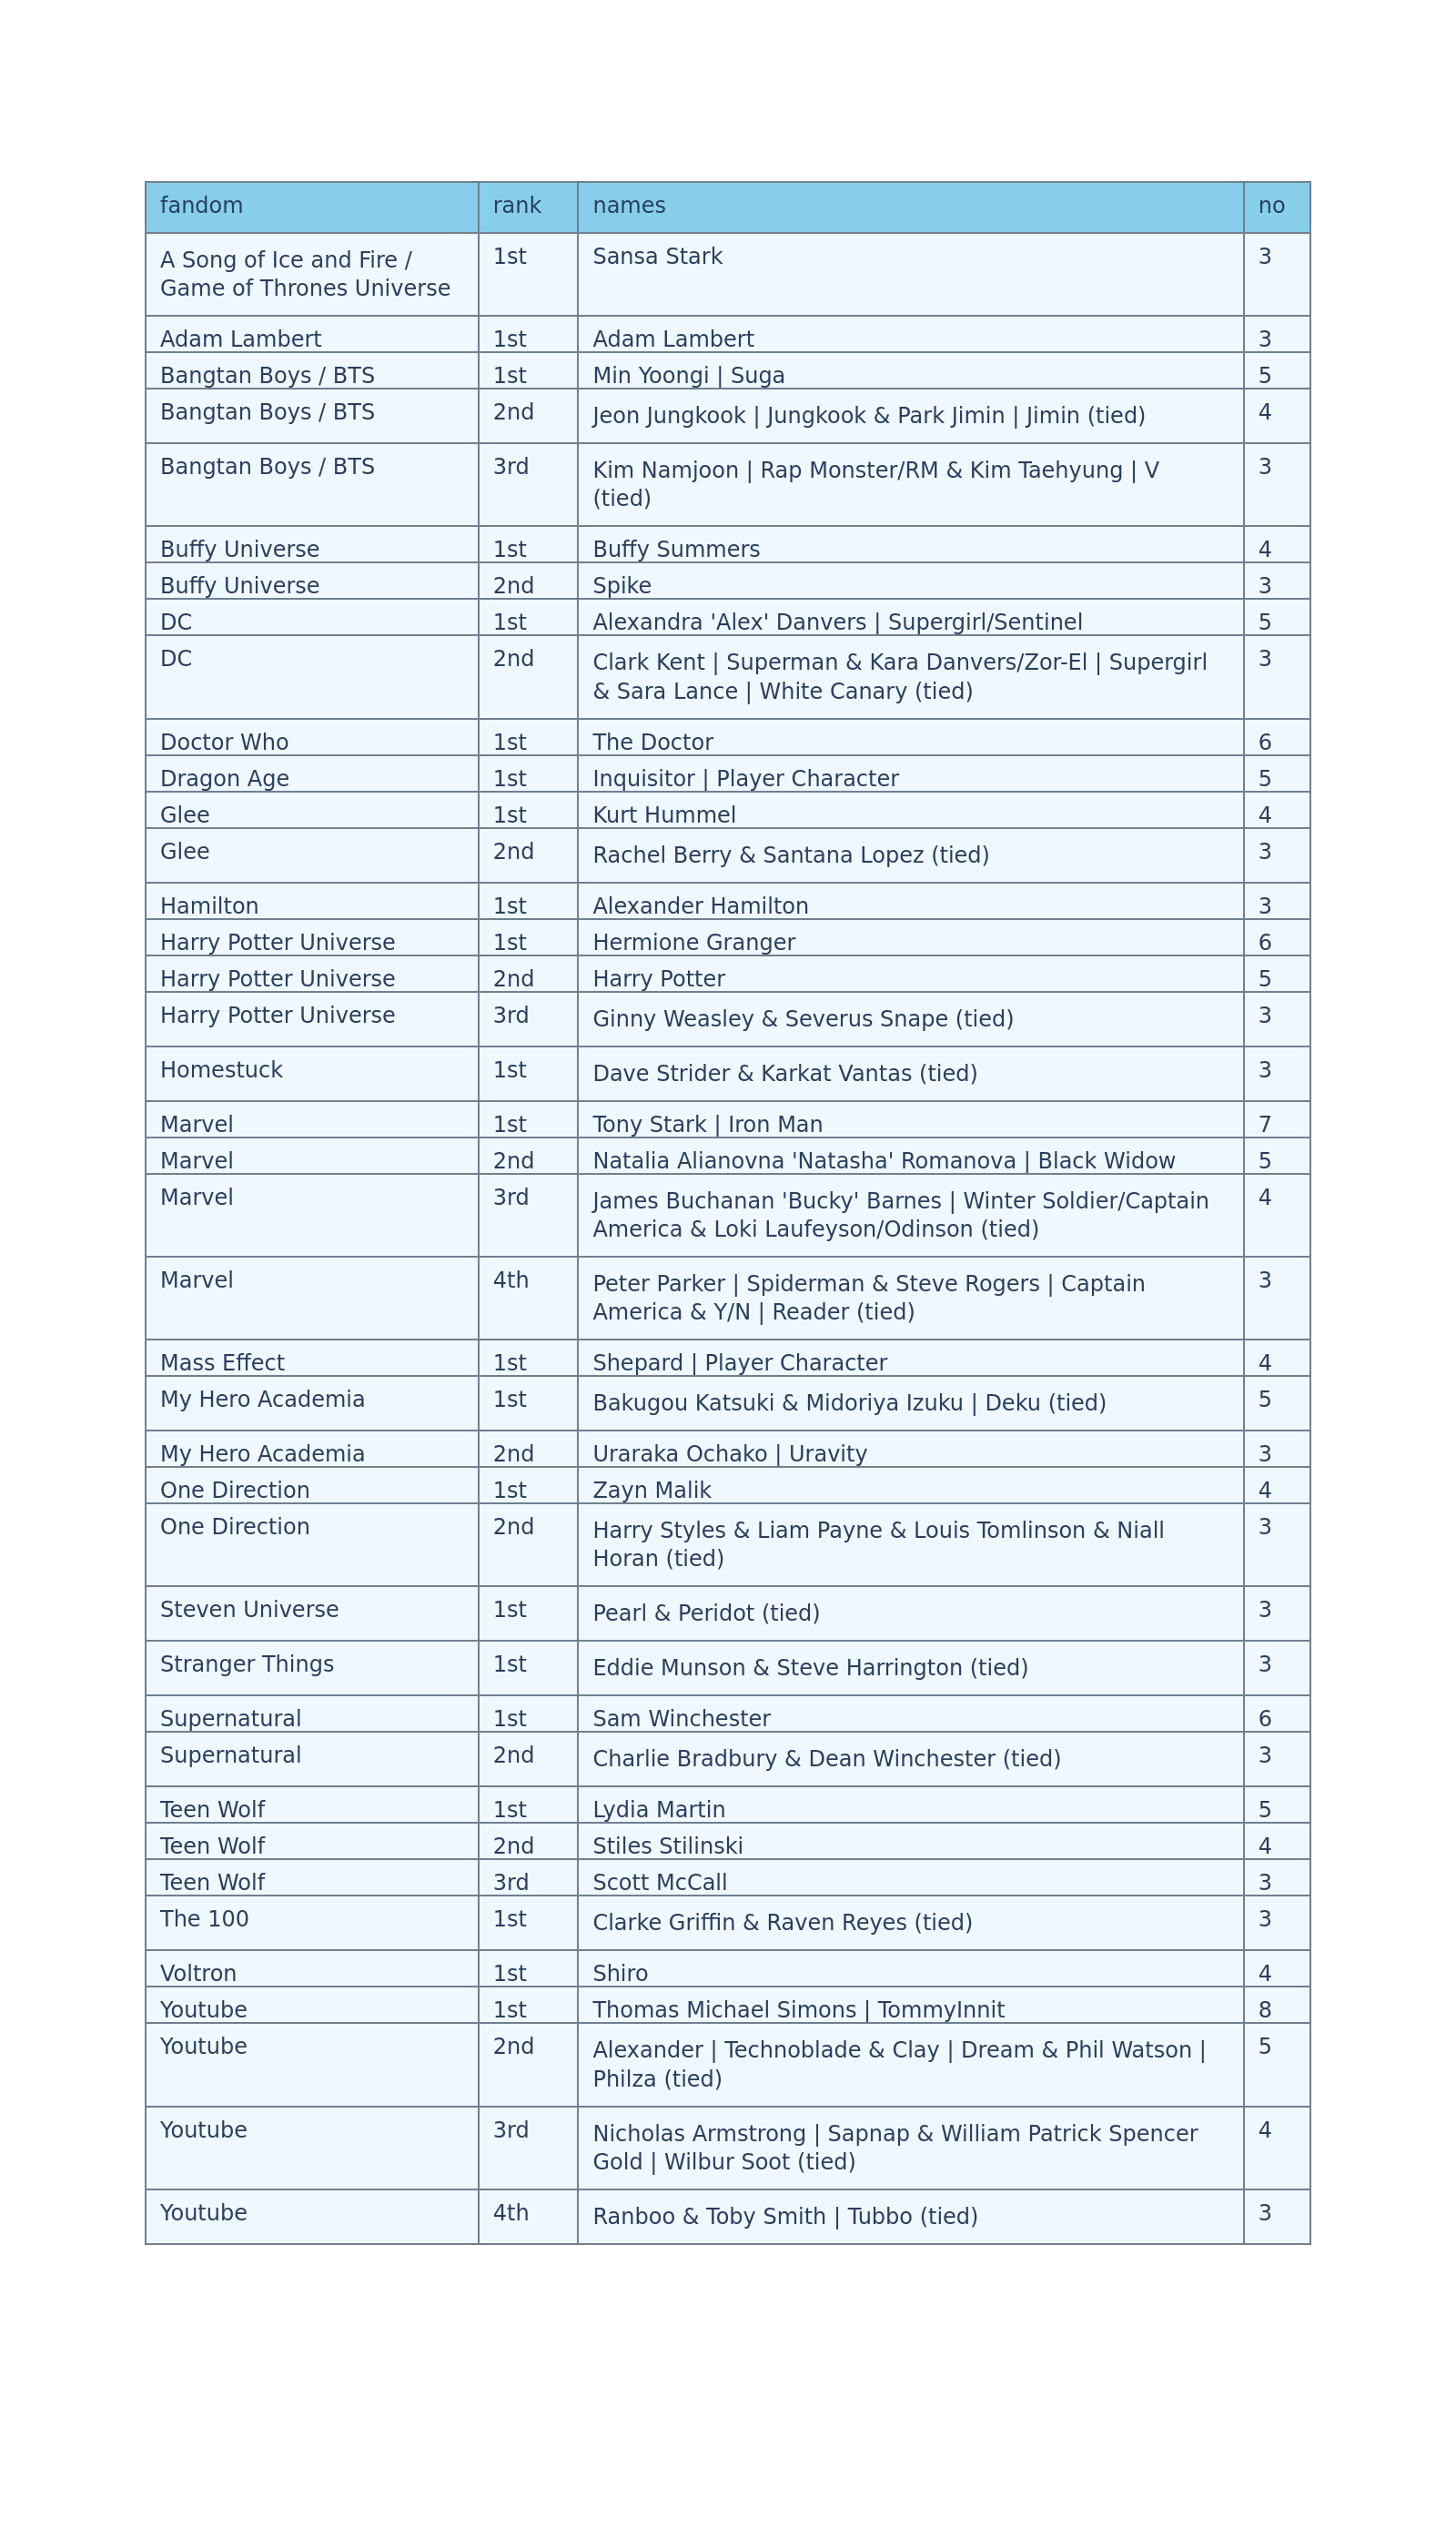 fandom rank names no
A Song of Ice and Fire / 1st Sansa Stark 3
Game of Thrones Universe
Adam Lambert 1st Adam Lambert 3
Bangtan Boys / BTS 1st Min Yoongi | Suga 5
Bangtan Boys / BTS 2nd Jeon Jungkook | Jungkook & Park Jimin | Jimin (tied) 4
Bangtan Boys / BTS 3rd Kim Namjoon | Rap Monster/RM & Kim Taehyung | V 3
(tied)
Buffy Universe 1st Buffy Summers 4
Buffy Universe 2nd Spike 3
DC 1st Alexandra 'Alex' Danvers | Supergirl/Sentinel 5
DC 2nd Clark Kent | Superman & Kara Danvers/Zor-El | Supergirl 3
& Sara Lance | White Canary (tied)
Doctor Who 1st The Doctor 6
Dragon Age 1st Inquisitor | Player Character 5
Glee 1st Kurt Hummel 4
Glee 2nd Rachel Berry & Santana Lopez (tied) 3
Hamilton 1st Alexander Hamilton 3
Harry Potter Universe 1st Hermione Granger 6
Harry Potter Universe 2nd Harry Potter 5
Harry Potter Universe 3rd Ginny Weasley & Severus Snape (tied) 3
Homestuck 1st Dave Strider & Karkat Vantas (tied) 3
Marvel 1st Tony Stark | Iron Man 7
Marvel 2nd Natalia Alianovna 'Natasha' Romanova | Black Widow 5
Marvel 3rd James Buchanan 'Bucky' Barnes | Winter Soldier/Captain 4
America & Loki Laufeyson/Odinson (tied)
Marvel 4th Peter Parker | Spiderman & Steve Rogers | Captain 3
America & Y/N | Reader (tied)
Mass Effect 1st Shepard | Player Character 4
My Hero Academia 1st Bakugou Katsuki & Midoriya Izuku | Deku (tied) 5
My Hero Academia 2nd Uraraka Ochako | Uravity 3
One Direction 1st Zayn Malik 4
One Direction 2nd Harry Styles & Liam Payne & Louis Tomlinson & Niall 3
Horan (tied)
Steven Universe 1st Pearl & Peridot (tied) 3
Stranger Things 1st Eddie Munson & Steve Harrington (tied) 3
Supernatural 1st Sam Winchester 6
Supernatural 2nd Charlie Bradbury & Dean Winchester (tied) 3
Teen Wolf 1st Lydia Martin 5
Teen Wolf 2nd Stiles Stilinski 4
Teen Wolf 3rd Scott McCall 3
The 100 1st Clarke Griffin & Raven Reyes (tied) 3
Voltron 1st Shiro 4
Youtube 1st Thomas Michael Simons | TommyInnit 8
Youtube 2nd Alexander | Technoblade & Clay | Dream & Phil Watson | 5
Philza (tied)
Youtube 3rd Nicholas Armstrong | Sapnap & William Patrick Spencer 4
Gold | Wilbur Soot (tied)
Youtube 4th Ranboo & Toby Smith | Tubbo (tied) 3